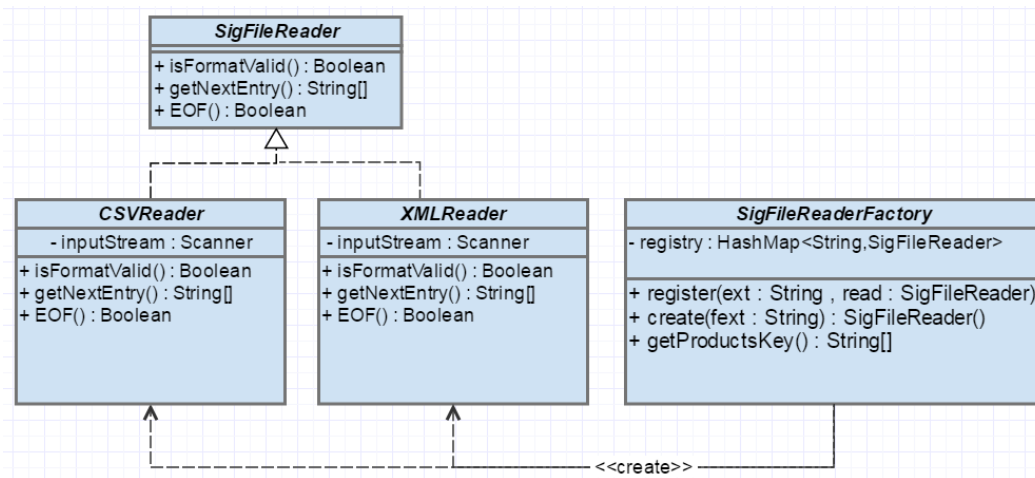 SigFileReader
+ isFormatValid() : Boolean
+ getNextEntry() : String[]
+ EOF() : Boolean
CSVReader
- inputStream : Scanner
+ isFormatValid() : Boolean
+ getNextEntry() : String[]
+ EOF() : Boolean
XMLReader
- inputStream : Scanner
+ isFormatValid() : Boolean
+ getNextEntry() : String[]
+ EOF() : Boolean
SigFileReaderFactory
- registry : HashMap<String,SigFileReader>
+ register(ext : String , read : SigFileReader)
+ create(fext : String) : SigFileReader()
+ getProductsKey() : String[]
<<create>>